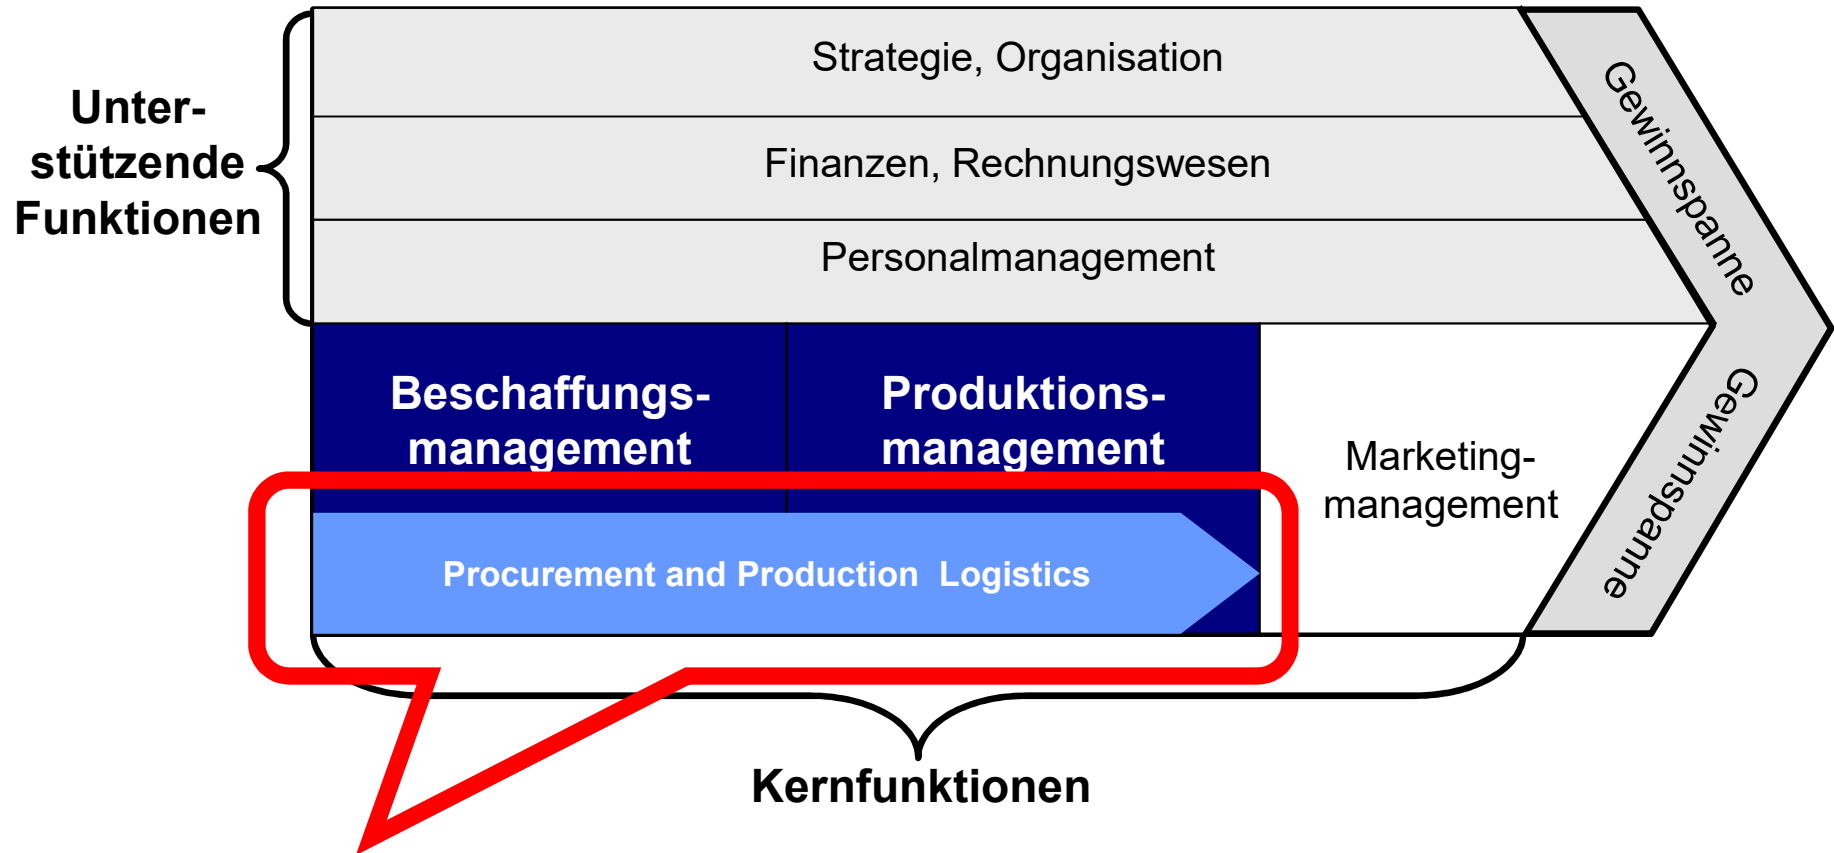 Strategie, Organisation
Finanzen, Rechnungswesen
Personalmanagement
Unter-
stützende
Funktionen
Gewinnspanne
Beschaffungs-
management
Produktions-
management
Marketing-
management
Gewinnspanne
Procurement and Production Logistics
Kernfunktionen